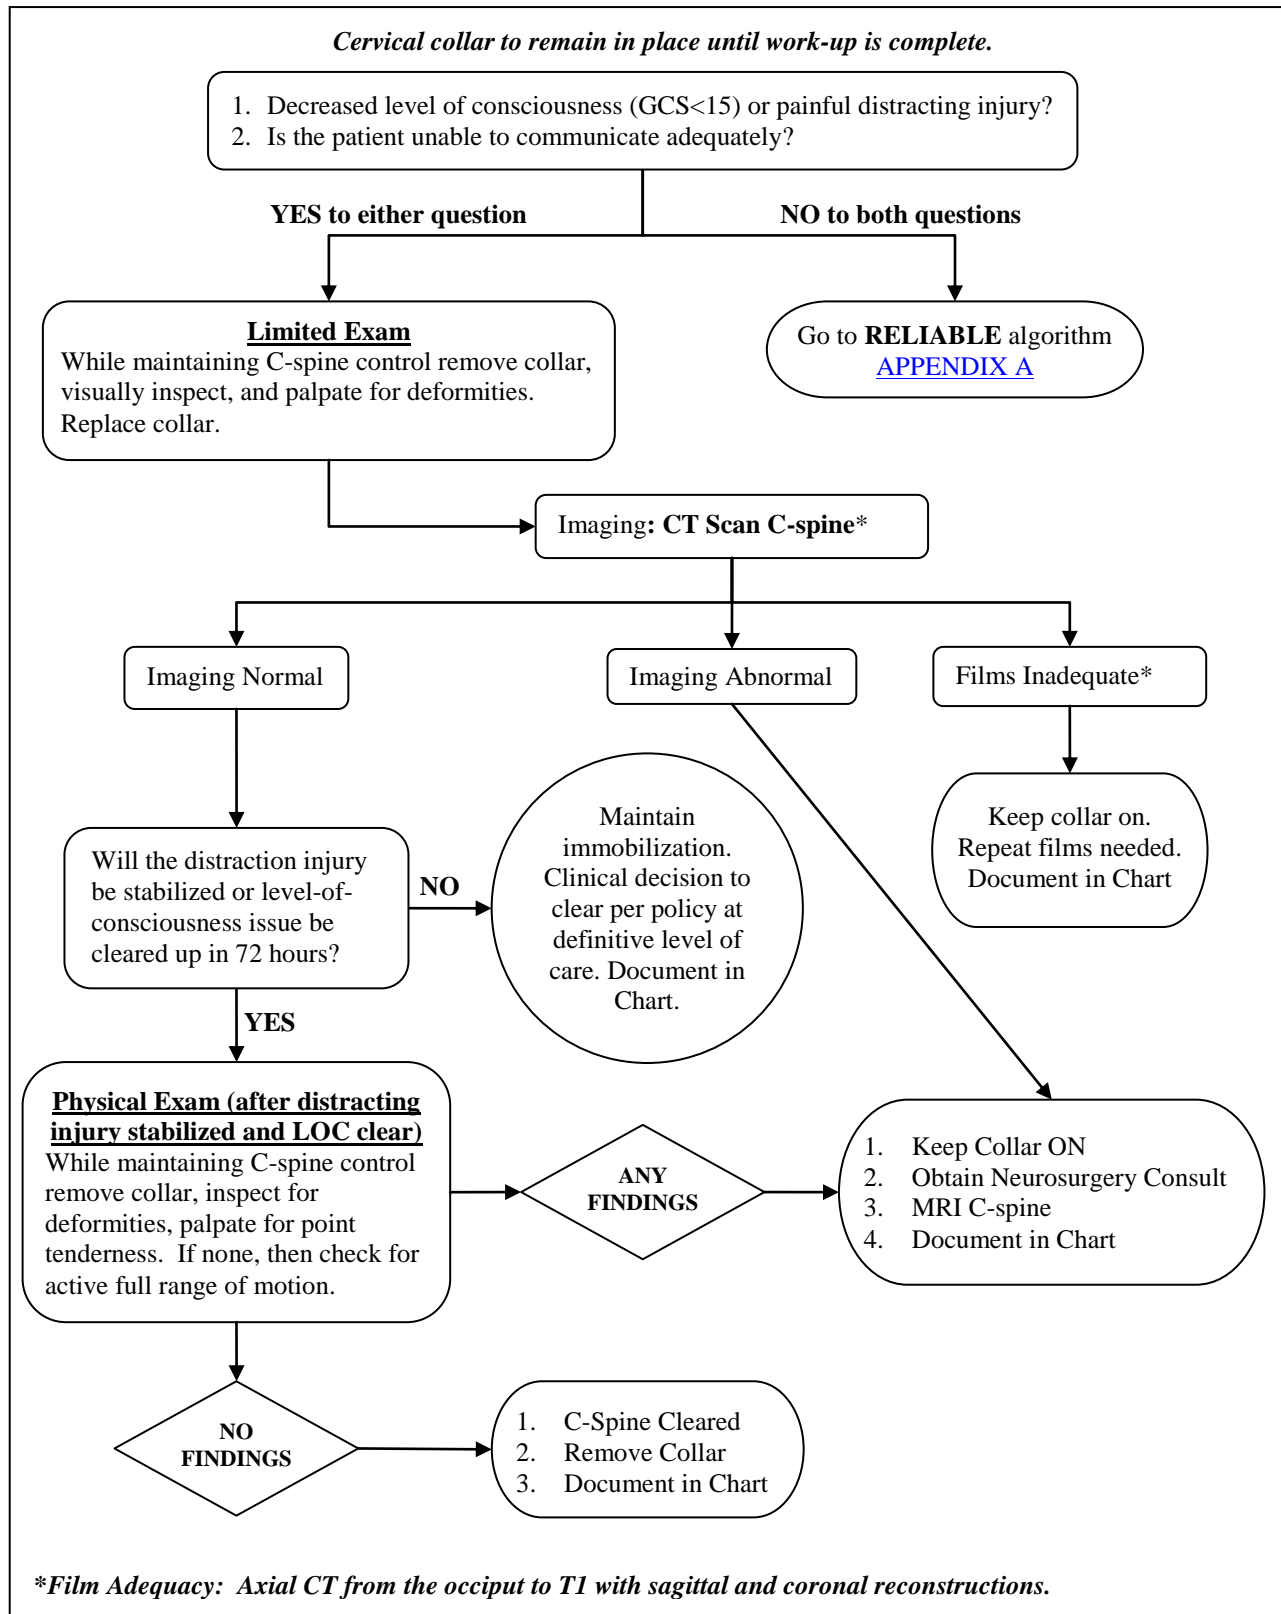 Cervical collar to remain in place until work-up is complete.
1. Decreased level of consciousness (GCS<15) or painful distracting injury?
2. Is the patient unable to communicate adequately?
YES to either question
NO to both questions
Limited Exam
While maintaining C-spine control remove collar,
visually inspect, and palpate for deformities.
Replace collar.
Go to RELIABLE algorithm
APPENDIX A
Imaging: CT Scan C-spine*
Imaging Normal
Imaging Abnormal
Films Inadequate*
Will the distraction injury
be stabilized or level-of-
consciousness issue be
cleared up in 72 hours?
NO
Maintain
immobilization.
Clinical decision to
clear per policy at
definitive level of
care. Document in
Chart.
Keep collar on.
Repeat films needed.
Document in Chart
YES
Physical Exam (after distracting
injury stabilized and LOC clear)
While maintaining C-spine control
remove collar, inspect for
deformities, palpate for point
tenderness. If none, then check for
active full range of motion.
ANY
FINDINGS
1. Keep Collar ON
2. Obtain Neurosurgery Consult
3. MRI C-spine
4. Document in Chart
NO
FINDINGS
1. C-Spine Cleared
2. Remove Collar
3. Document in Chart
*Film Adequacy: Axial CT from the occiput to T1 with sagittal and coronal reconstructions.